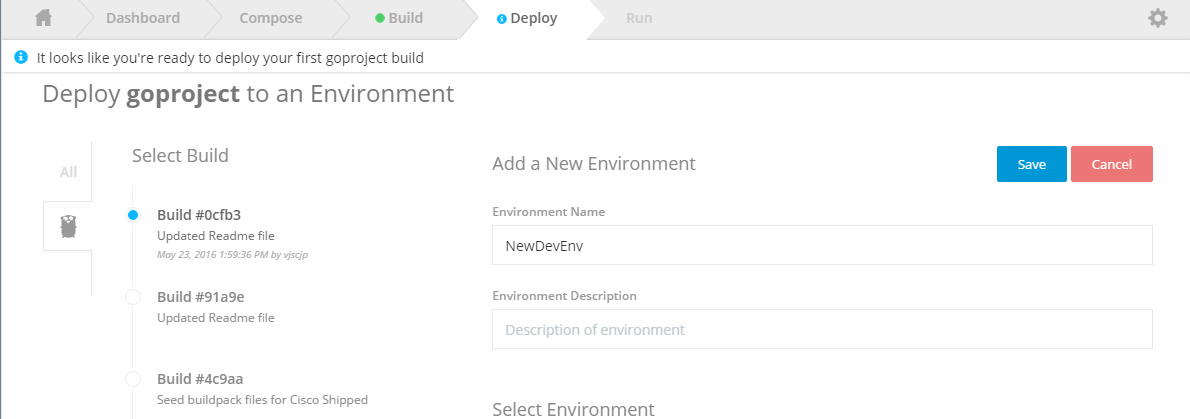 Dashboard Compose Build Deploy Run
It looks like you're ready to deploy your first goproject build
Deploy goproject to an Environment
All
Select Build
Build #0cfb3
Updated Readme file
May 23, 2016 1:59:36 PM by vjscjp
Build #91a9e
Updated Readme file
Build #4c9aa
Seed buildpack files for Cisco Shipped
Add a New Environment
Save Cancel
Environment Name
NewDevEnv
Environment Description
Description of environment
Select Environment